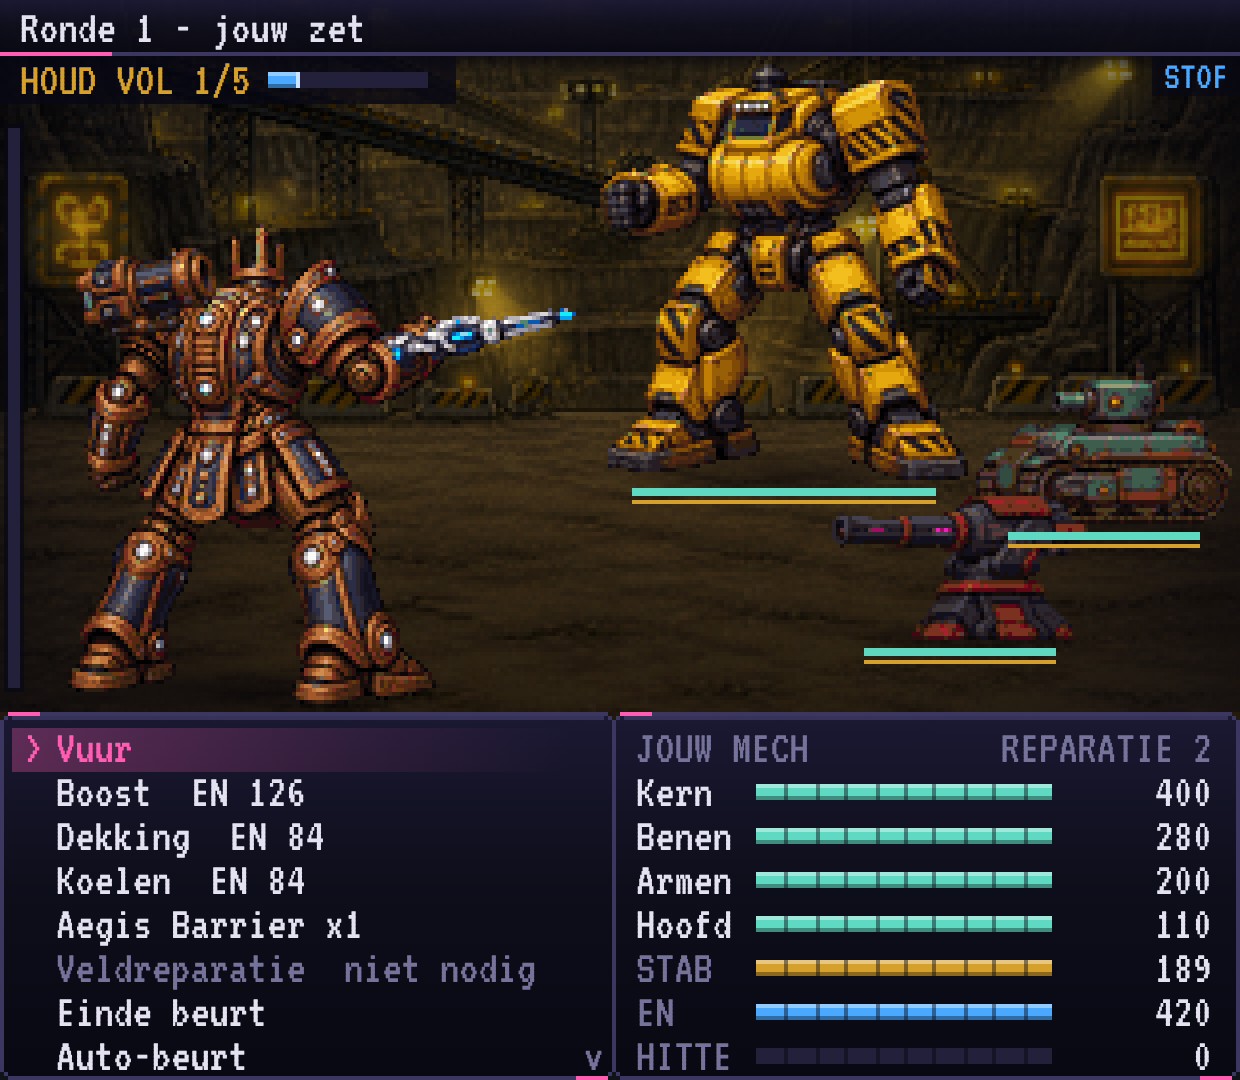 Ronde 1 - jouw zet
HOUD VOL 1/5
STOF
> Vuur
Boost EN 126
Dekking EN 84
Koelen EN 84
Aegis Barrier x1
Veldreparatie niet nodig
Einde beurt
Auto-beurt v
JOUW MECH REPARATIE 2
Kern 400
Benen 280
Armen 200
Hoofd 110
STAB 189
EN 420
HITTE 0